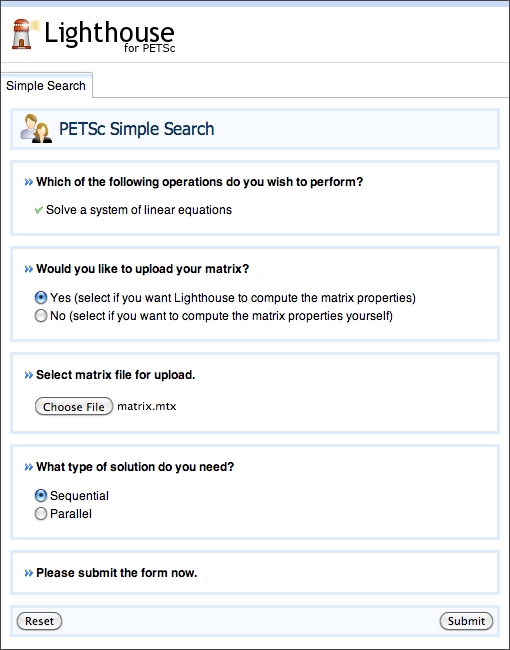 Lighthouse
for PETSc
Simple Search
PETSc Simple Search
Which of the following operations do you wish to perform?
Solve a system of linear equations
Would you like to upload your matrix?
Yes (select if you want Lighthouse to compute the matrix properties)
No (select if you want to compute the matrix properties yourself)
Select matrix file for upload.
Choose File matrix.mtx
What type of solution do you need?
Sequential
Parallel
Please submit the form now.
Reset Submit